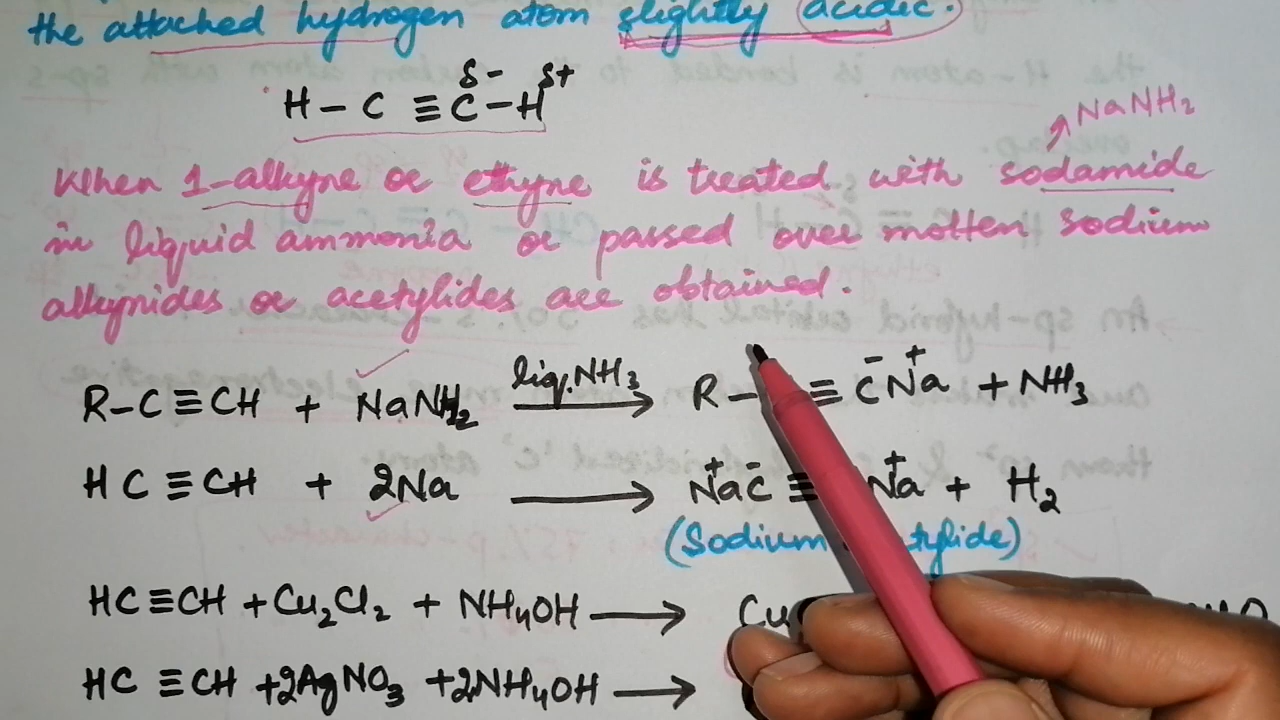 the attached hydrogen atom slightly acidic.
δ- δ+
H – C ≡ C – H
NaNH₂
When 1-alkyne or ethyne is treated with sodamide
in liquid ammonia or passed over molten sodium
alkynides or acetylides are obtained.
R–C≡CH + NaNH₂ liq.NH₃ → R– ≡ C⁻Na⁺ + NH₃
HC≡CH + 2Na → Na⁺C⁻ ≡ Na⁺ + H₂
(Sodium
HC≡CH + Cu₂Cl₂ + NH₄OH → Cu
HC≡CH + 2AgNO₃ + 2NH₄OH →